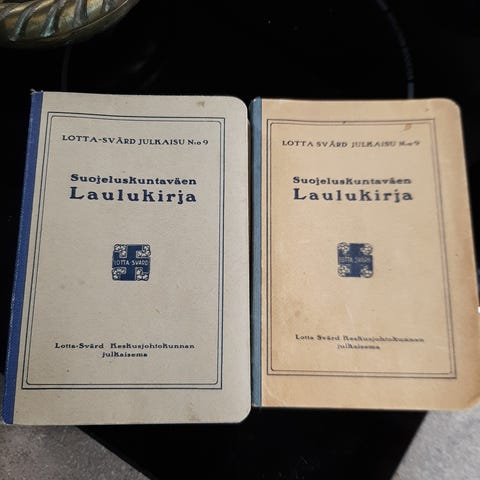 LOTTA-SVÄRD JULKAISU N:o 9
Suojeluskuntaväen
Laulukirja
LOTTA SVÄRD
Lotta-Svärd Keskusjohtokunnan
julkaisema
LOTTA SVÄRD JULKAISU N:o 9
Suojeluskuntaväen
Laulukirja
LOTTA SVÄRD
Lotta Svärd Keskusjohtokunnan
julkaisema